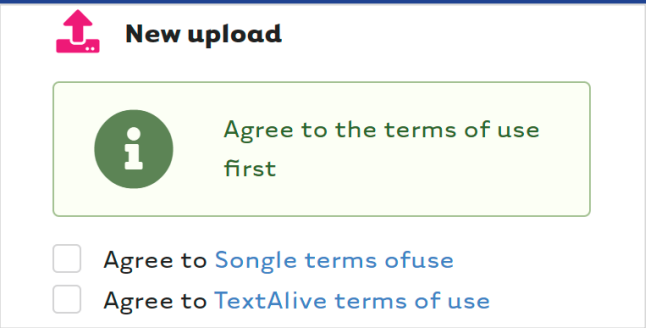 New upload
Agree to the terms of use
first
Agree to Songle terms ofuse
Agree to TextAlive terms of use